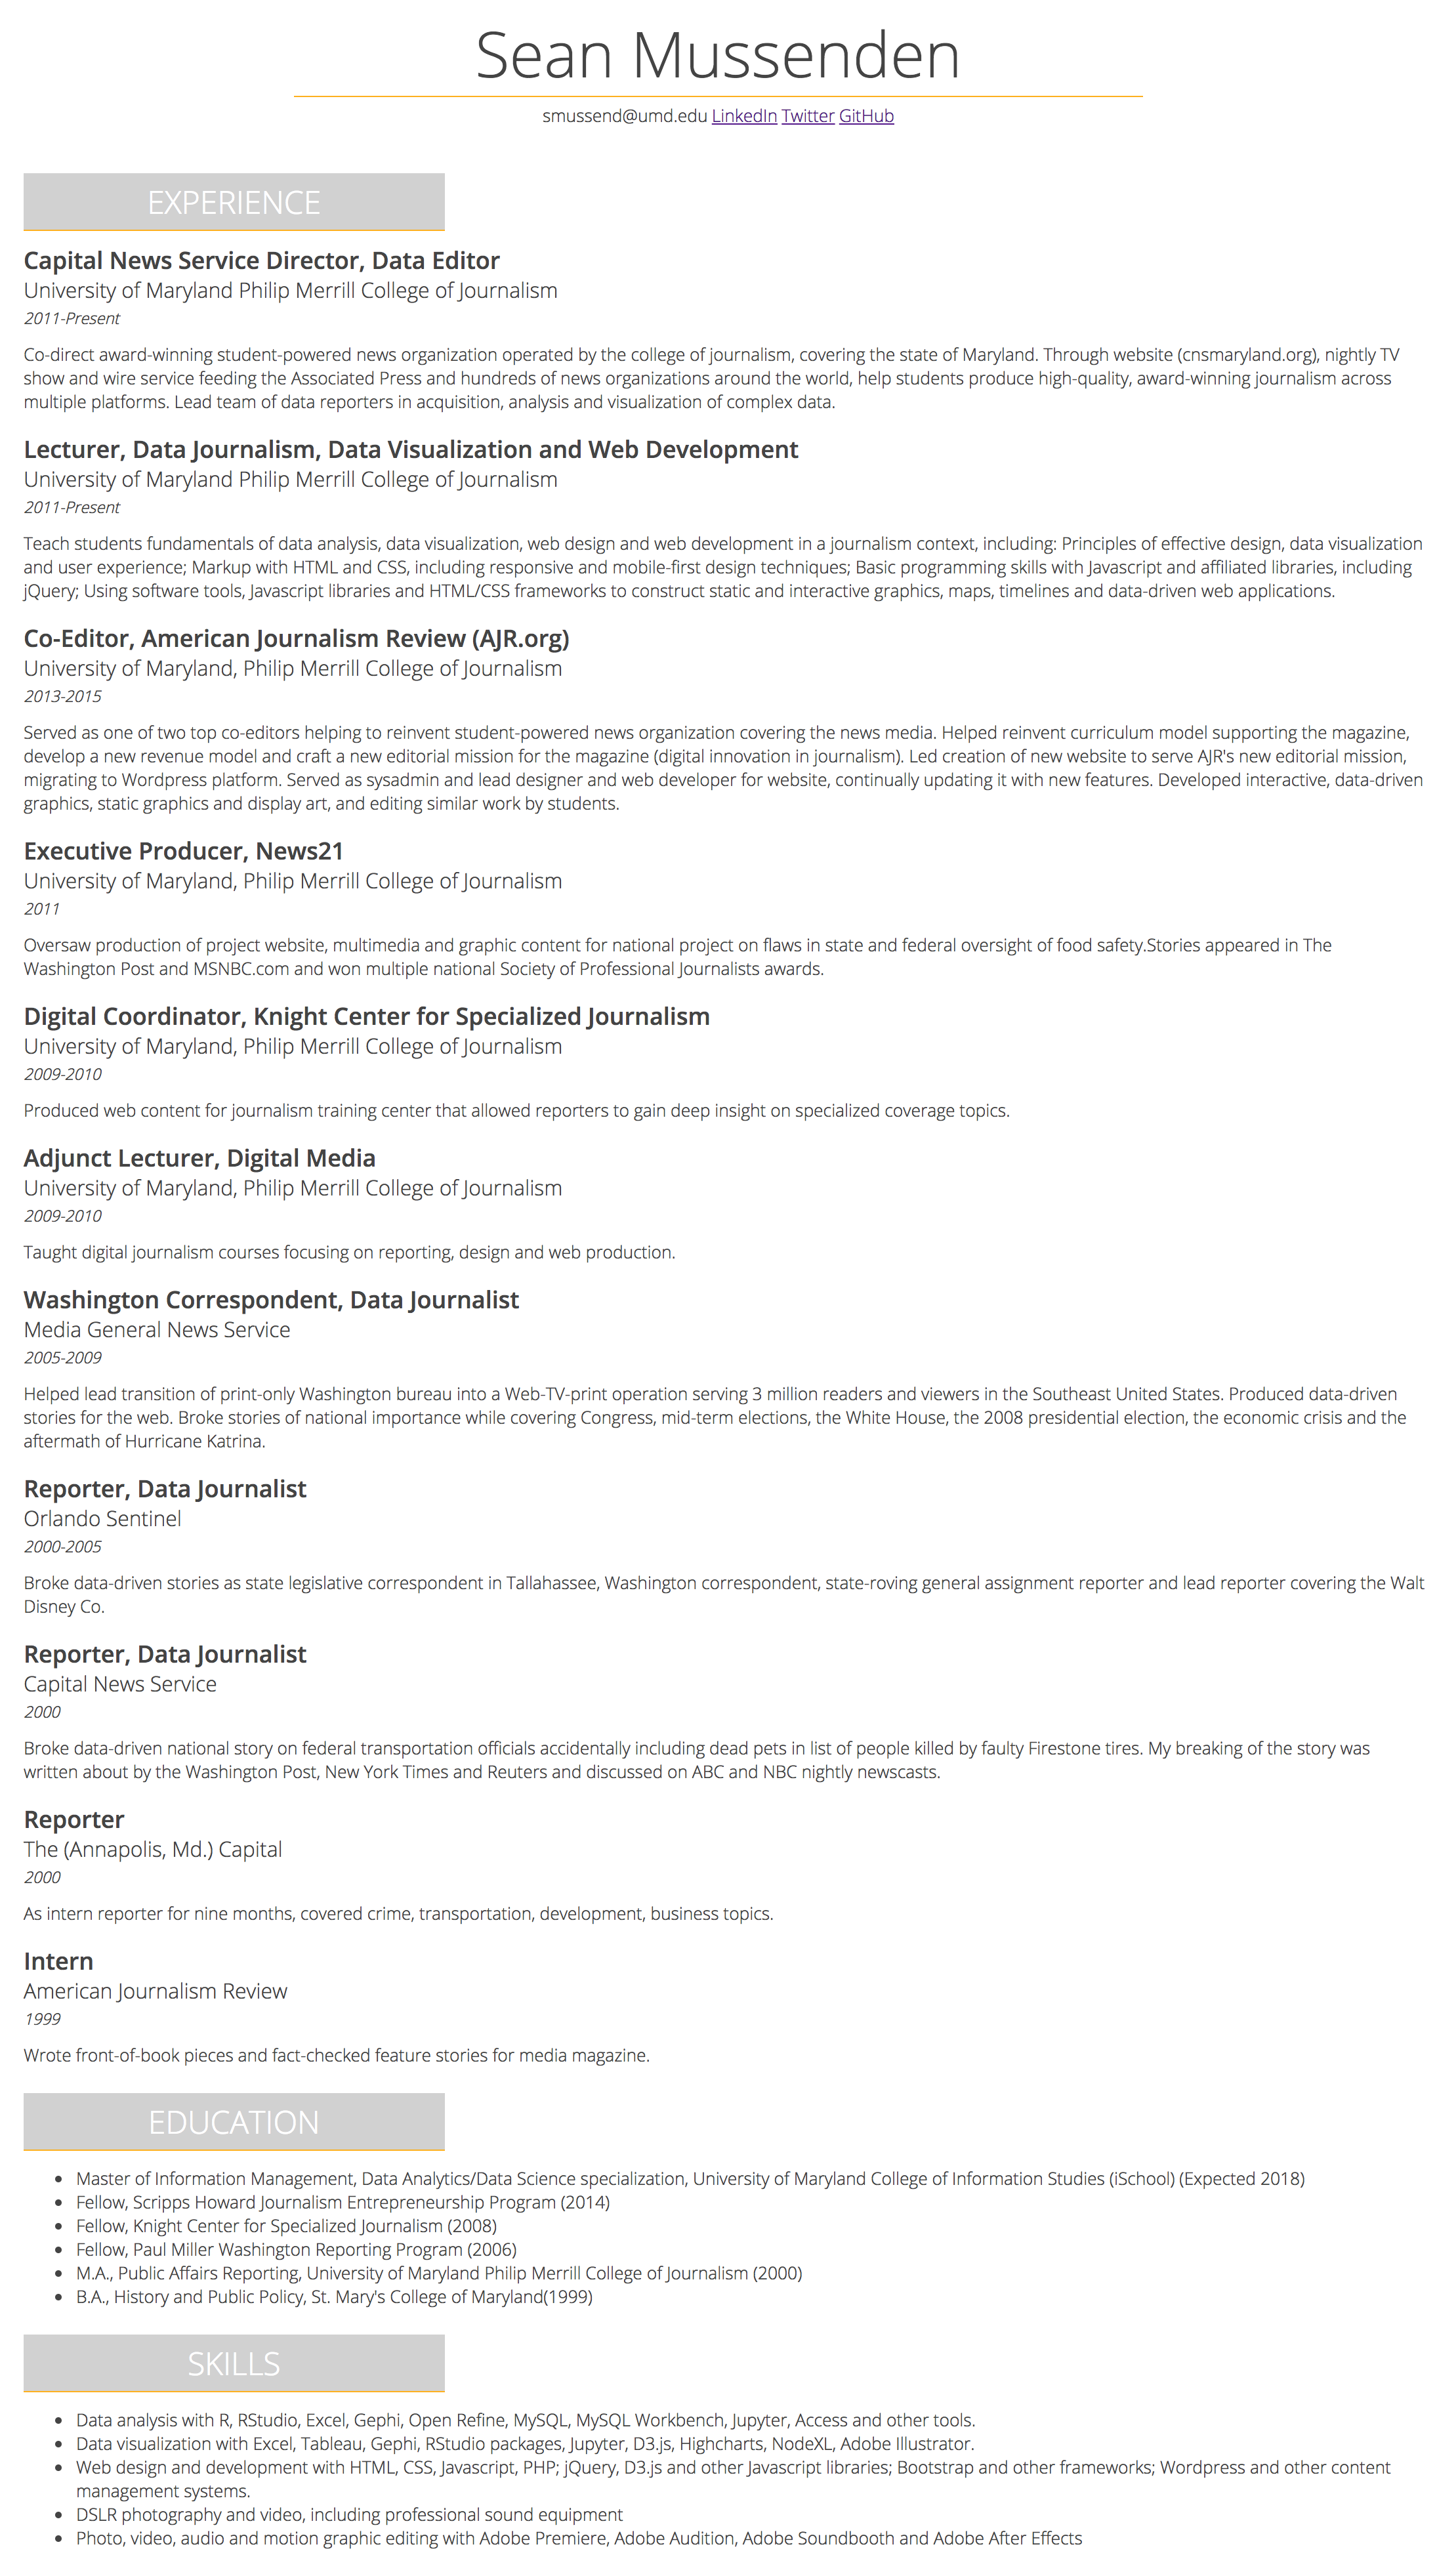 Sean Mussenden
smussend@umd.edu LinkedIn Twitter GitHub
EXPERIENCE
Capital News Service Director, Data Editor
University of Maryland Philip Merrill College of Journalism
2011-Present
Co-direct award-winning student-powered news organization operated by the college of journalism, covering the state of Maryland. Through website (cnsmaryland.org), nightly TV
show and wire service feeding the Associated Press and hundreds of news organizations around the world, help students produce high-quality, award-winning journalism across
multiple platforms. Lead team of data reporters in acquisition, analysis and visualization of complex data.
Lecturer, Data Journalism, Data Visualization and Web Development
University of Maryland Philip Merrill College of Journalism
2011-Present
Teach students fundamentals of data analysis, data visualization, web design and web development in a journalism context, including: Principles of effective design, data visualization
and user experience; Markup with HTML and CSS, including responsive and mobile-first design techniques; Basic programming skills with Javascript and affiliated libraries, including
jQuery; Using software tools, Javascript libraries and HTML/CSS frameworks to construct static and interactive graphics, maps, timelines and data-driven web applications.
Co-Editor, American Journalism Review (AJR.org)
University of Maryland, Philip Merrill College of Journalism
2013-2015
Served as one of two top co-editors helping to reinvent student-powered news organization covering the news media. Helped reinvent curriculum model supporting the magazine,
develop a new revenue model and craft a new editorial mission for the magazine (digital innovation in journalism). Led creation of new website to serve AJR's new editorial mission,
migrating to Wordpress platform. Served as sysadmin and lead designer and web developer for website, continually updating it with new features. Developed interactive, data-driven
graphics, static graphics and display art, and editing similar work by students.
Executive Producer, News21
University of Maryland, Philip Merrill College of Journalism
2011
Oversaw production of project website, multimedia and graphic content for national project on flaws in state and federal oversight of food safety.Stories appeared in The
Washington Post and MSNBC.com and won multiple national Society of Professional Journalists awards.
Digital Coordinator, Knight Center for Specialized Journalism
University of Maryland, Philip Merrill College of Journalism
2009-2010
Produced web content for journalism training center that allowed reporters to gain deep insight on specialized coverage topics.
Adjunct Lecturer, Digital Media
University of Maryland, Philip Merrill College of Journalism
2009-2010
Taught digital journalism courses focusing on reporting, design and web production.
Washington Correspondent, Data Journalist
Media General News Service
2005-2009
Helped lead transition of print-only Washington bureau into a Web-TV-print operation serving 3 million readers and viewers in the Southeast United States. Produced data-driven
stories for the web. Broke stories of national importance while covering Congress, mid-term elections, the White House, the 2008 presidential election, the economic crisis and the
aftermath of Hurricane Katrina.
Reporter, Data Journalist
Orlando Sentinel
2000-2005
Broke data-driven stories as state legislative correspondent in Tallahassee, Washington correspondent, state-roving general assignment reporter and lead reporter covering the Walt
Disney Co.
Reporter, Data Journalist
Capital News Service
2000
Broke data-driven national story on federal transportation officials accidentally including dead pets in list of people killed by faulty Firestone tires. My breaking of the story was
written about by the Washington Post, New York Times and Reuters and discussed on ABC and NBC nightly newscasts.
Reporter
The (Annapolis, Md.) Capital
2000
As intern reporter for nine months, covered crime, transportation, development, business topics.
Intern
American Journalism Review
1999
Wrote front-of-book pieces and fact-checked feature stories for media magazine.
EDUCATION
• Master of Information Management, Data Analytics/Data Science specialization, University of Maryland College of Information Studies (iSchool) (Expected 2018)
• Fellow, Scripps Howard Journalism Entrepreneurship Program (2014)
• Fellow, Knight Center for Specialized Journalism (2008)
• Fellow, Paul Miller Washington Reporting Program (2006)
• M.A., Public Affairs Reporting, University of Maryland Philip Merrill College of Journalism (2000)
• B.A., History and Public Policy, St. Mary's College of Maryland(1999)
SKILLS
• Data analysis with R, RStudio, Excel, Gephi, Open Refine, MySQL, MySQL Workbench, Jupyter, Access and other tools.
• Data visualization with Excel, Tableau, Gephi, RStudio packages, Jupyter, D3.js, Highcharts, NodeXL, Adobe Illustrator.
• Web design and development with HTML, CSS, Javascript, PHP; jQuery, D3.js and other Javascript libraries; Bootstrap and other frameworks; Wordpress and other content
management systems.
• DSLR photography and video, including professional sound equipment
• Photo, video, audio and motion graphic editing with Adobe Premiere, Adobe Audition, Adobe Soundbooth and Adobe After Effects